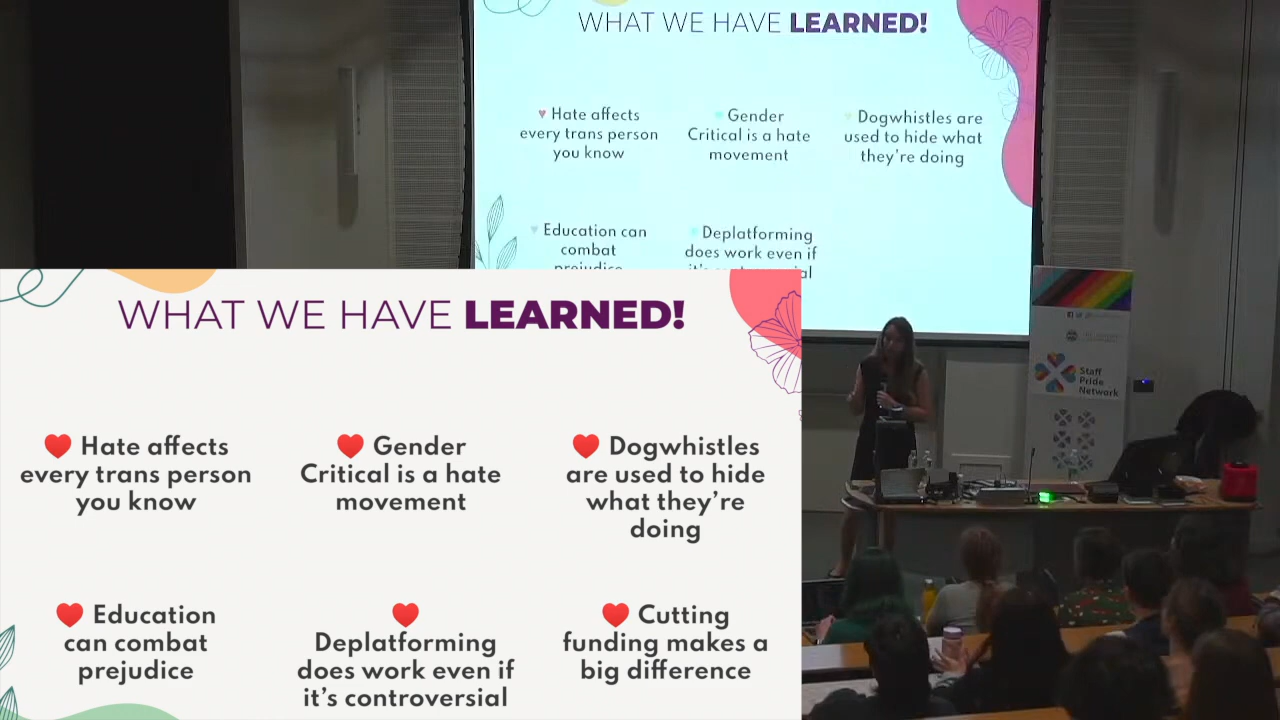 WHAT WE HAVE LEARNED!
♥ Hate affects
every trans person
you know
Gender
Critical is a hate
movement
Dogwhistles are
used to hide what
they're doing
Education can
combat
prejudice
Deplatforming
does work even if
WHAT WE HAVE LEARNED!
♥ Hate affects
every trans person
you know
♥ Gender
Critical is a hate
movement
♥ Dogwhistles
are used to hide
what they're
doing
♥ Education
can combat
prejudice
♥
Deplatforming
does work even if
it's controversial
♥ Cutting
funding makes a
big difference
Staff
Pride
Network